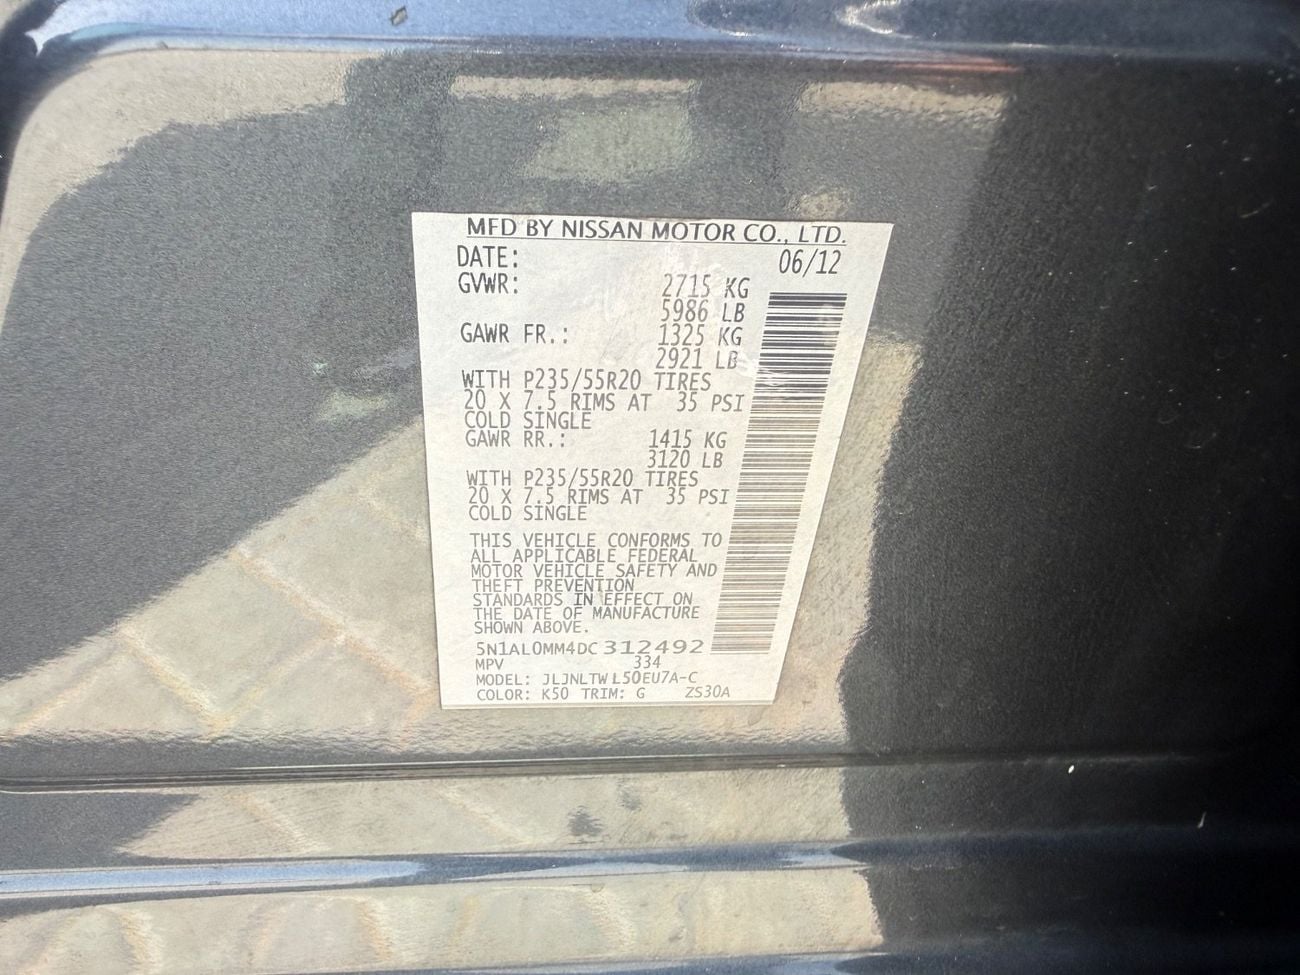 MFD BY NISSAN MOTOR CO., LTD.
DATE: 06/12
GVWR: 2715 KG
5986 LB
GAWR FR.: 1325 KG
2921 LB
WITH P235/55R20 TIRES
20 X 7.5 RIMS AT 35 PSI
COLD SINGLE
GAWR RR.: 1415 KG
3120 LB
WITH P235/55R20 TIRES
20 X 7.5 RIMS AT 35 PSI
COLD SINGLE
THIS VEHICLE CONFORMS TO
ALL APPLICABLE FEDERAL
MOTOR VEHICLE SAFETY AND
THEFT PREVENTION
STANDARDS IN EFFECT ON
THE DATE OF MANUFACTURE
SHOWN ABOVE.
5N1AL0MM4DC312492
MPV 334
MODEL: JLJNLTWL50EU7A-C
COLOR: K50 TRIM: G ZS30A